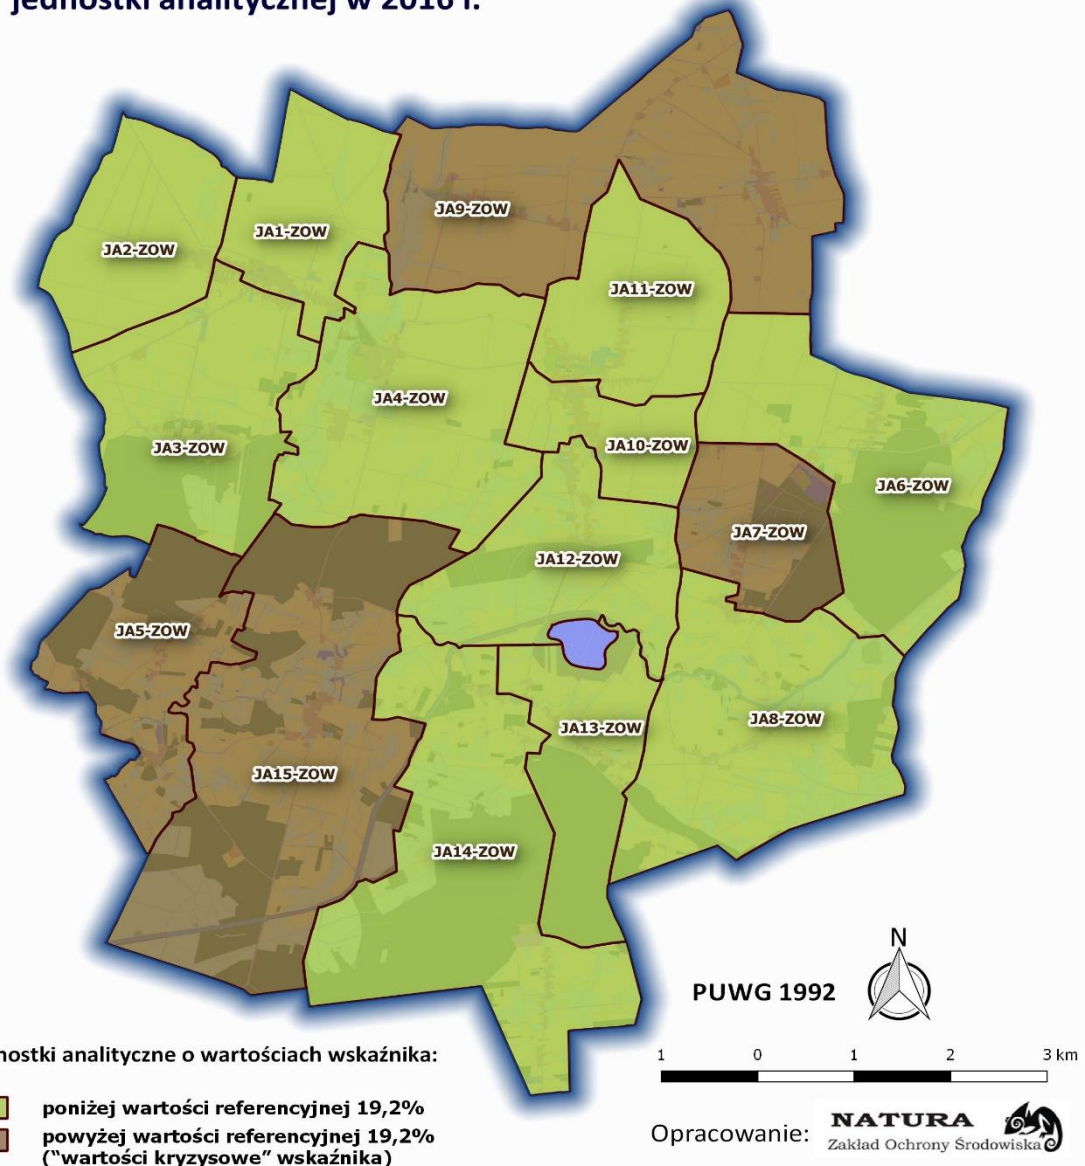 jednostki analitycznej w 2016 r.
JA9-ZOW
JA1-ZOW
JA2-ZOW
JA11-ZOW
JA4-ZOW
JA3-ZOW
JA10-ZOW
JA6-ZOW
JA7-ZOW
JA12-ZOW
JA5-ZOW
JA8-ZOW
JA13-ZOW
JA15-ZOW
JA14-ZOW
N
PUWG 1992
nostki analityczne o wartościach wskaźnika:
1 0 1 2 3 km
poniżej wartości referencyjnej 19,2%
powyżej wartości referencyjnej 19,2%
("wartości kryzysowe" wskaźnika)
Opracowanie:
NATURA
Zakład Ochrony Środowiska